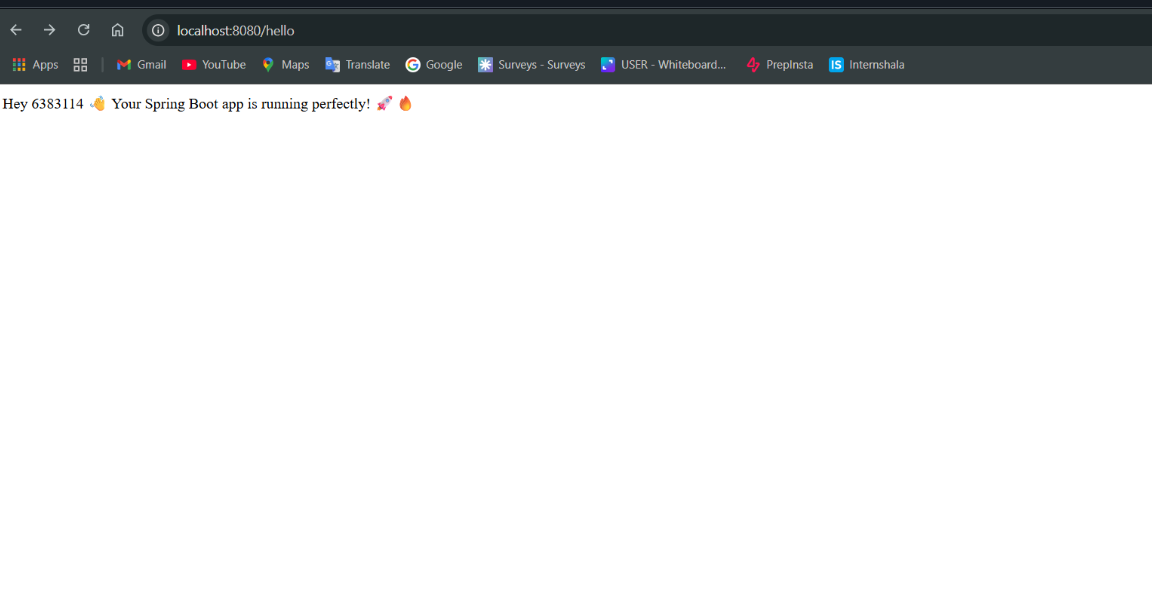 localhost:8080/hello
Apps Gmail YouTube Maps Translate Google Surveys - Surveys USER - Whiteboard... PrepInsta IS Internshala
Hey 6383114 👋 Your Spring Boot app is running perfectly! 🚀 🔥